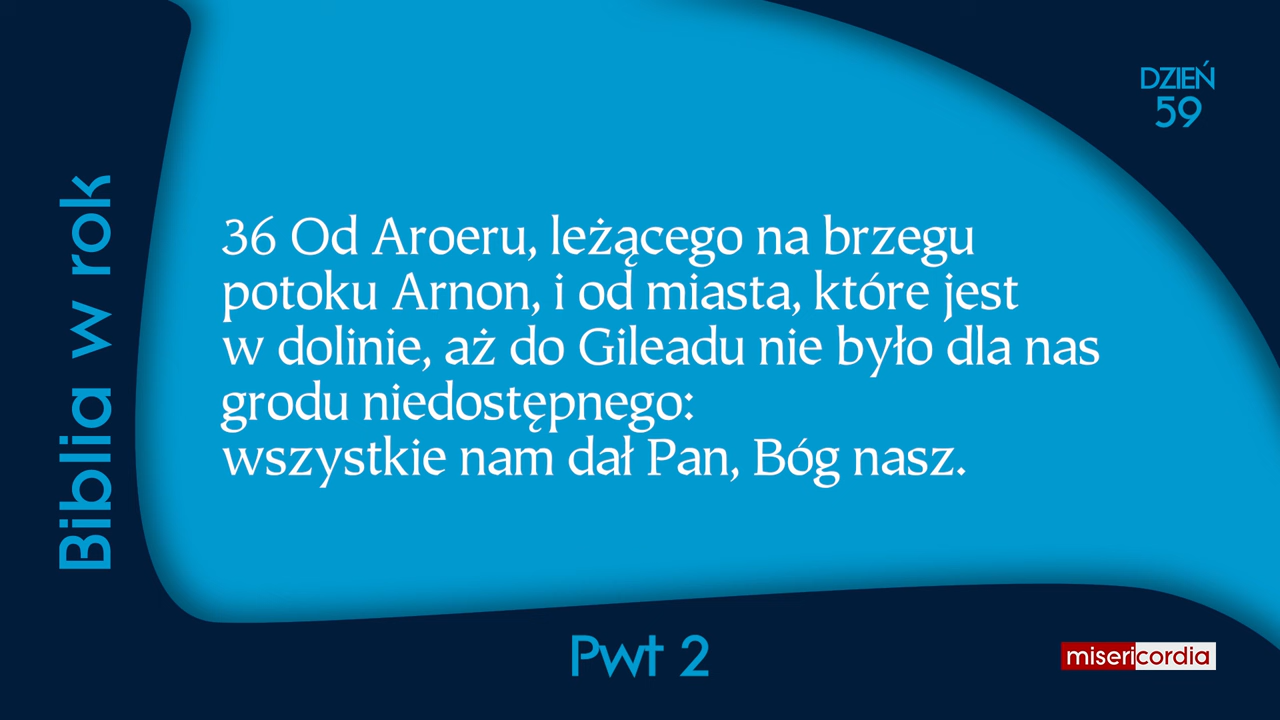 DZIEŃ
59
Biblia w rok
36 Od Aroeru, leżącego na brzegu
potoku Arnon, i od miasta, które jest
w dolinie, aż do Gileadu nie było dla nas
grodu niedostępnego:
wszystkie nam dał Pan, Bóg nasz.
Pwt 2
misericordia